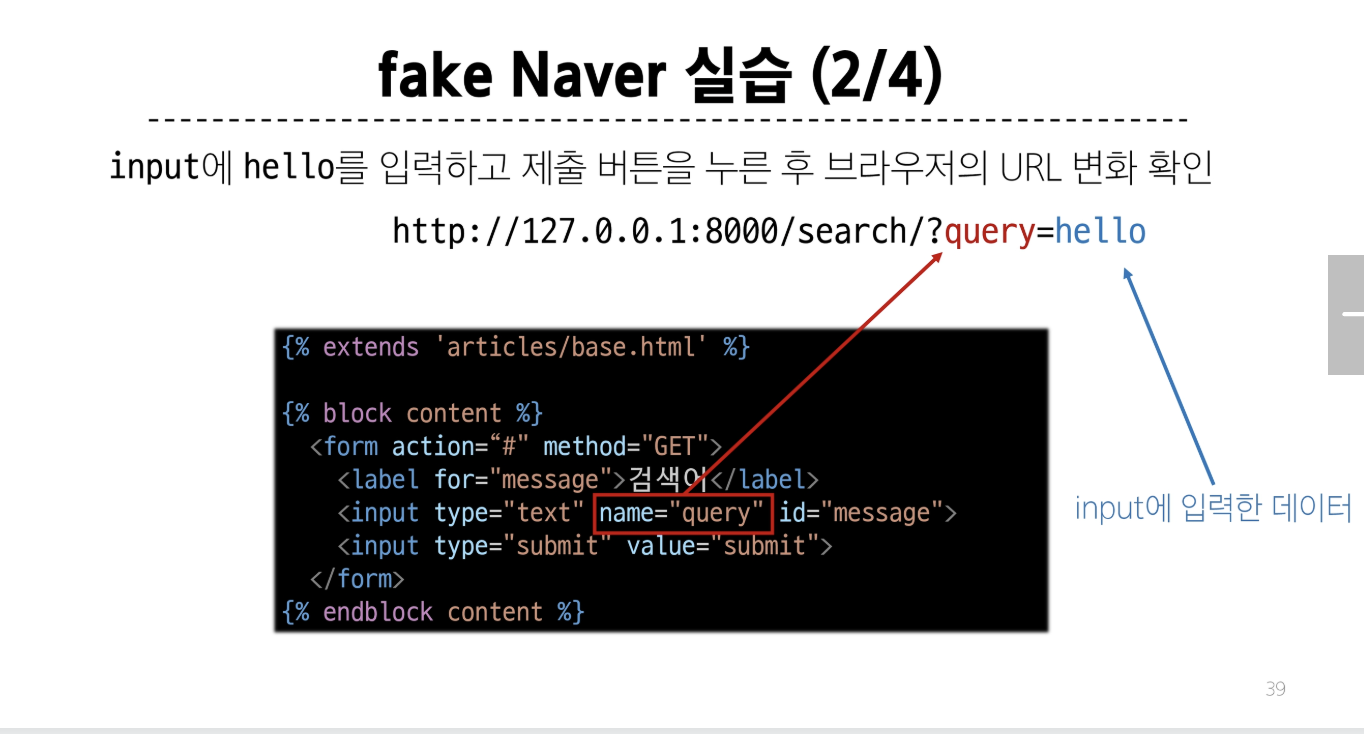 fake Naver 실습 (2/4)
input에 hello를 입력하고 제출 버튼을 누른 후 브라우저의 URL 변화 확인
http://127.0.0.1:8000/search/?query=hello
{% extends 'articles/base.html' %}
{% block content %}
<form action=“#" method="GET">
<label for="message">검색어</label>
<input type="text" name="query" id="message">
<input type="submit" value="submit">
</form>
{% endblock content %}
input에 입력한 데이터
39